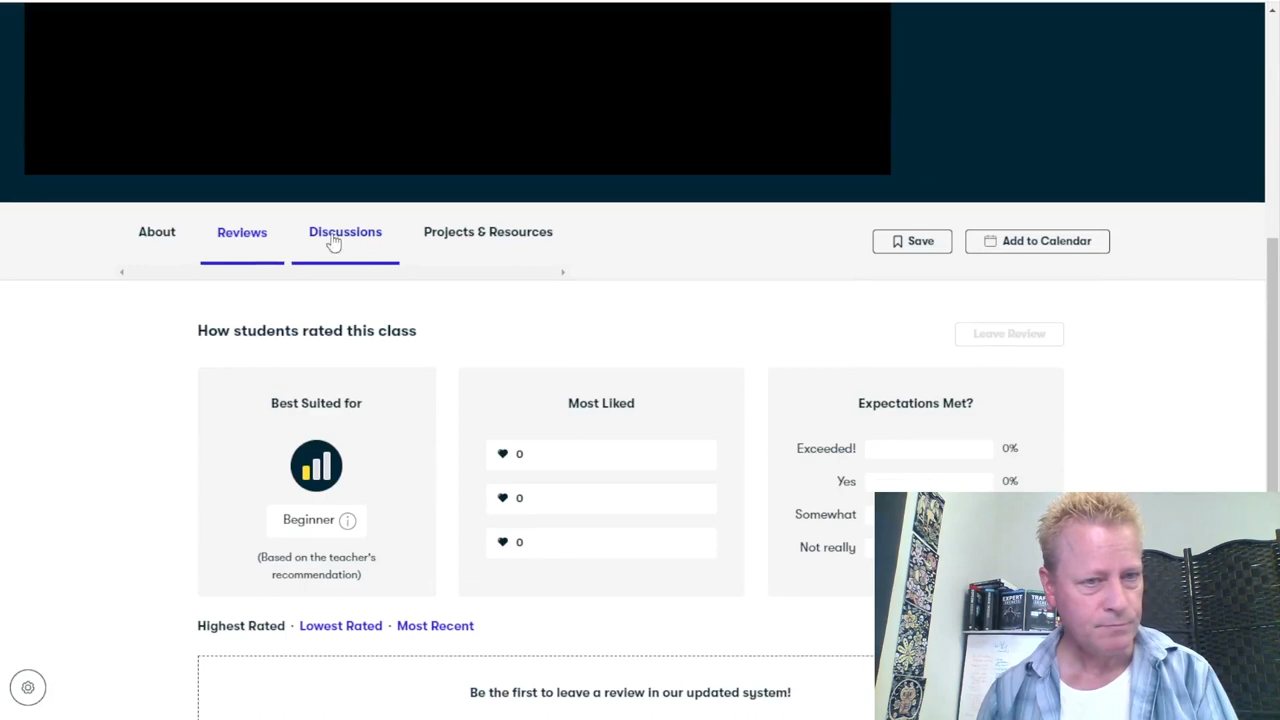 About
Reviews
Discussions
Projects & Resources
Save
Add to Calendar
How students rated this class
Leave Review
Best Suited for
Beginner
(Based on the teacher's
recommendation)
Most Liked
0
0
0
Expectations Met?
Exceeded! 0%
Yes 0%
Somewhat
Not really
Highest Rated · Lowest Rated · Most Recent
Be the first to leave a review in our updated system!
EXPERT